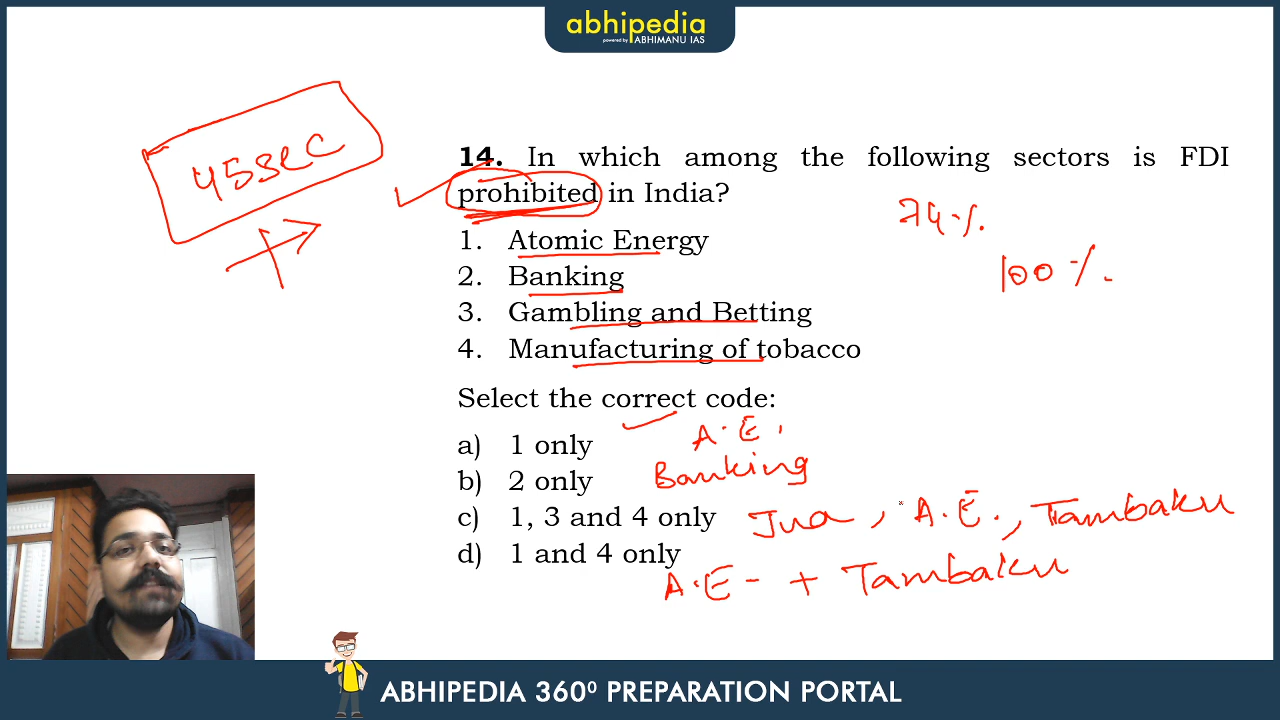 abhipedia
powered by ABHIMANU IAS
45sec
14. In which among the following sectors is FDI
prohibited in India?
74%.
100%.
1. Atomic Energy
2. Banking
3. Gambling and Betting
4. Manufacturing of tobacco
Select the correct code:
a) 1 only A.E.
b) 2 only Banking
c) 1, 3 and 4 only Jua, A.E., Tambaku
d) 1 and 4 only
A.E- + Tambaku
ABHIPEDIA 360⁰ PREPARATION PORTAL